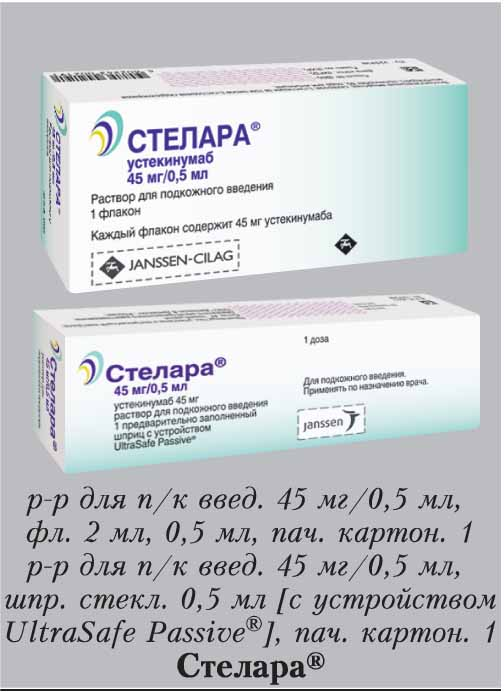 СТЕЛАРА®
устекинумаб
45 мг/0,5 мл
Раствор для подкожного введения
1 флакон
Каждый флакон содержит 45 мг устекинумаба
JANSSEN-CILAG
СТЕЛАРА®
Стелара®
45 мг/0,5 мл
устекинумаб 45 мг
раствор для подкожного введения
1 предварительно заполненный
шприц с устройством
UltraSafe Passive®
1 доза
Для подкожного введения.
Применять по назначению врача.
janssen
Стелара®
р-р для п/к введ. 45 мг/0,5 мл,
фл. 2 мл, 0,5 мл, пач. картон. 1
р-р для п/к введ. 45 мг/0,5 мл,
шпр. стекл. 0,5 мл [с устройством
UltraSafe Passive®], пач. картон. 1
Стелара®